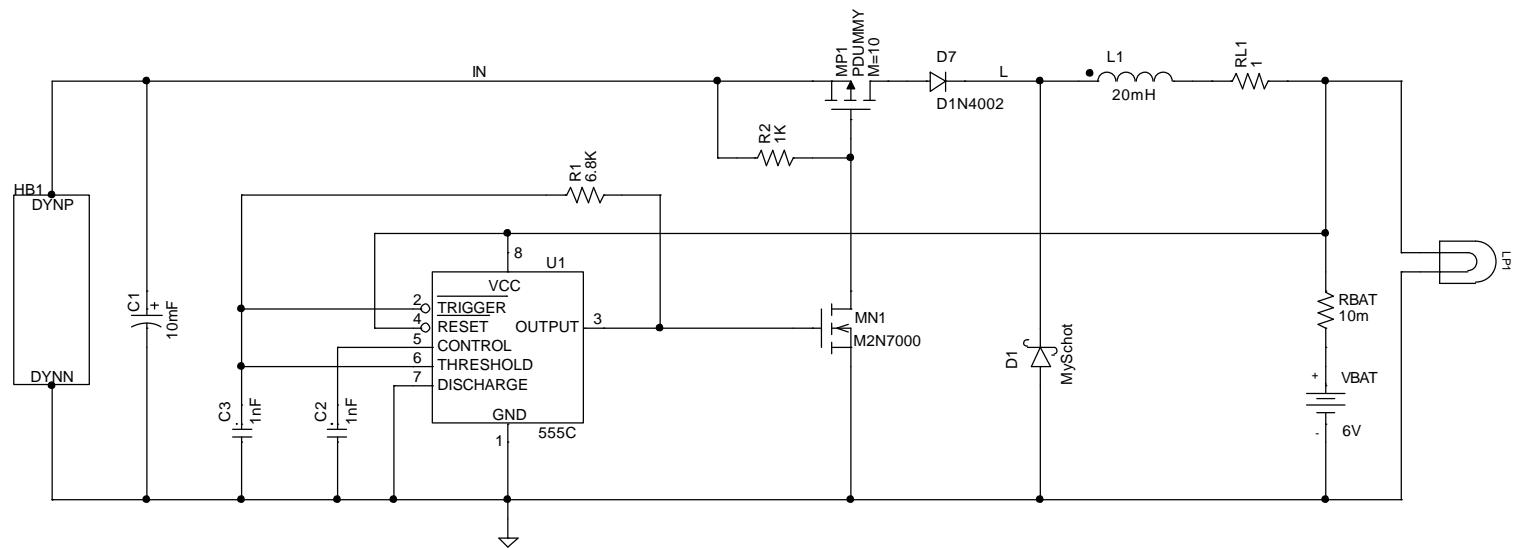 MP1
PDUMMY
M=10
D7
D1N4002
L
L1
20mH
RL1
1
IN
R2
1K
R1
6.8K
HB1
DYNP
DYNN
C1
+
10mF
8
U1
VCC
2
TRIGGER
4
RESET
OUTPUT
3
5
CONTROL
6
THRESHOLD
7
DISCHARGE
GND
1
555C
C3
1nF
C2
1nF
MN1
M2N7000
D1
MySchot
LP1
RBAT
10m
+
VBAT
-
6V